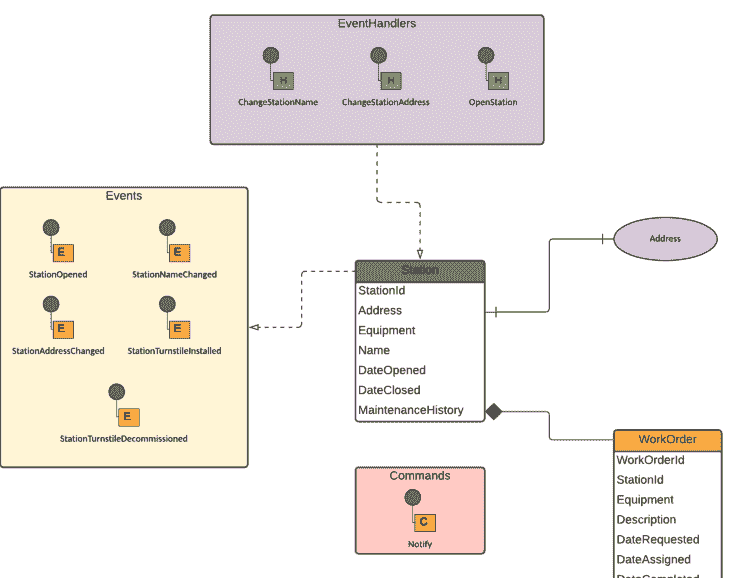 EventHandlers
H
H
H
ChangeStationName
ChangeStationAddress
OpenStation
Events
E
E
StationOpened
StationNameChanged
E
E
StationAddressChanged
StationTurnstileInstalled
E
StationTurnstileDecommissioned
Station
StationId
Address
Equipment
Name
DateOpened
DateClosed
MaintenanceHistory
Address
Commands
C
Notify
WorkOrder
WorkOrderId
StationId
Equipment
Description
DateRequested
DateAssigned
DateCompleted